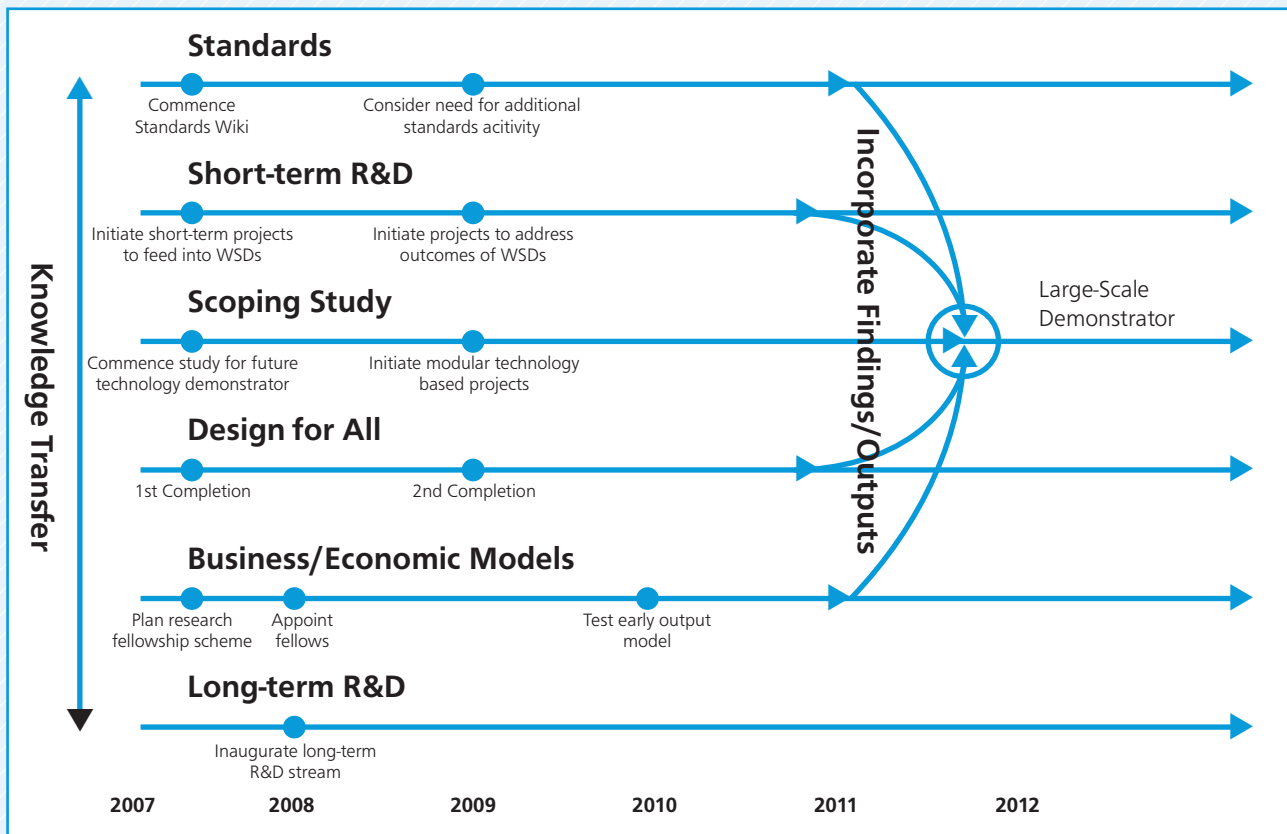 Standards
Commence
Standards Wiki
Consider need for additional
standards acitivity
Short-term R&D
Initiate short-term projects
to feed into WSDs
Initiate projects to address
outcomes of WSDs
Scoping Study
Commence study for future
technology demonstrator
Initiate modular technology
based projects
Large-Scale
Demonstrator
Design for All
1st Completion
2nd Completion
Business/Economic Models
Plan research
fellowship scheme
Appoint
fellows
Test early output
model
Long-term R&D
Inaugurate long-term
R&D stream
Knowledge Transfer
Incorporate Findings/Outputs
2007 2008 2009 2010 2011 2012